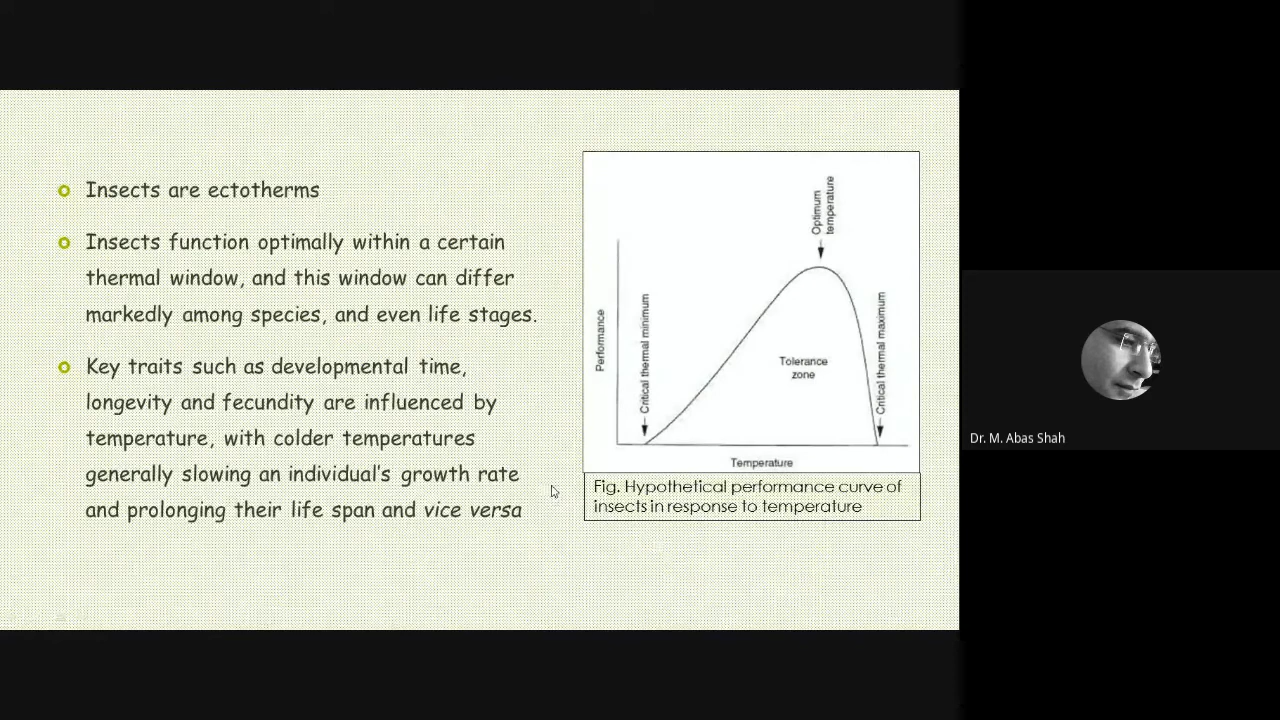 Insects are ectotherms
Insects function optimally within a certain
thermal window, and this window can differ
markedly among species, and even life stages.
Key traits such as developmental time,
longevity and fecundity are influenced by
temperature, with colder temperatures
generally slowing an individual's growth rate
and prolonging their life span and vice versa
Performance
Critical thermal minimum
Optimum
temperature
Tolerance
zone
Critical thermal maximum
Temperature
Fig. Hypothetical performance curve of
insects in response to temperature
Dr. M. Abas Shah